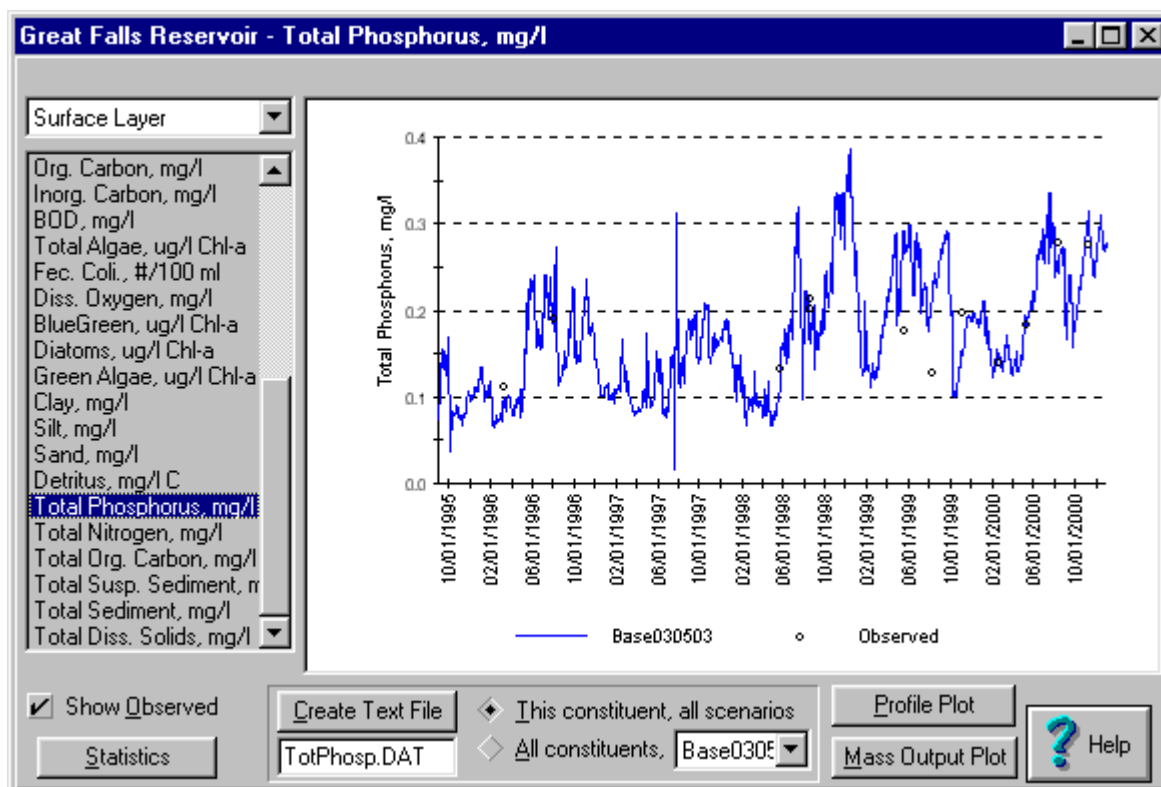 Great Falls Reservoir - Total Phosphorus, mg/l
Surface Layer
Org. Carbon, mg/l
Inorg. Carbon, mg/l
BOD, mg/l
Total Algae, ug/l Chl-a
Fec. Coli., #/100 ml
Diss. Oxygen, mg/l
BlueGreen, ug/l Chl-a
Diatoms, ug/l Chl-a
Green Algae, ug/l Chl-a
Clay, mg/l
Silt, mg/l
Sand, mg/l
Detritus, mg/l C
Total Phosphorus, mg/l
Total Nitrogen, mg/l
Total Org. Carbon, mg/l
Total Susp. Sediment, m
Total Sediment, mg/l
Total Diss. Solids, mg/l
Total Phosphorus, mg/l
0.4
0.3
0.2
0.1
0.0
10/01/1995
02/01/1996
06/01/1996
10/01/1996
02/01/1997
06/01/1997
10/01/1997
02/01/1998
06/01/1998
10/01/1998
02/01/1999
06/01/1999
10/01/1999
02/01/2000
06/01/2000
10/01/2000
Base030503
Observed
Show Observed
Statistics
Create Text File
TotPhosp.DAT
This constituent, all scenarios
All constituents,
Base0305
Profile Plot
Mass Output Plot
Help